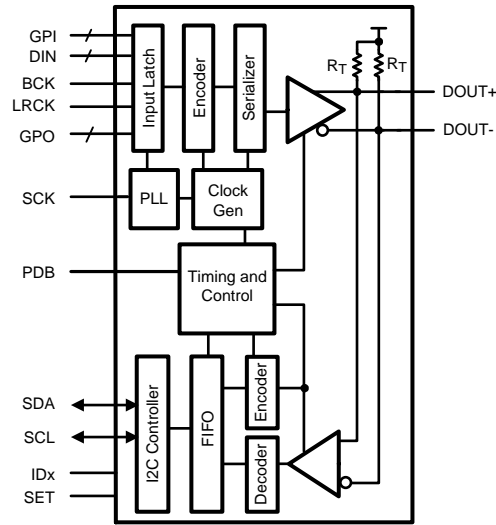 GPI
DIN
BCK
LRCK
GPO
SCK
PDB
SDA
SCL
IDx
SET
Input Latch
Encoder
Serializer
PLL
Clock
Gen
Timing and
Control
I2C Controller
FIFO
Encoder
Decoder
RT
RT
DOUT+
DOUT-